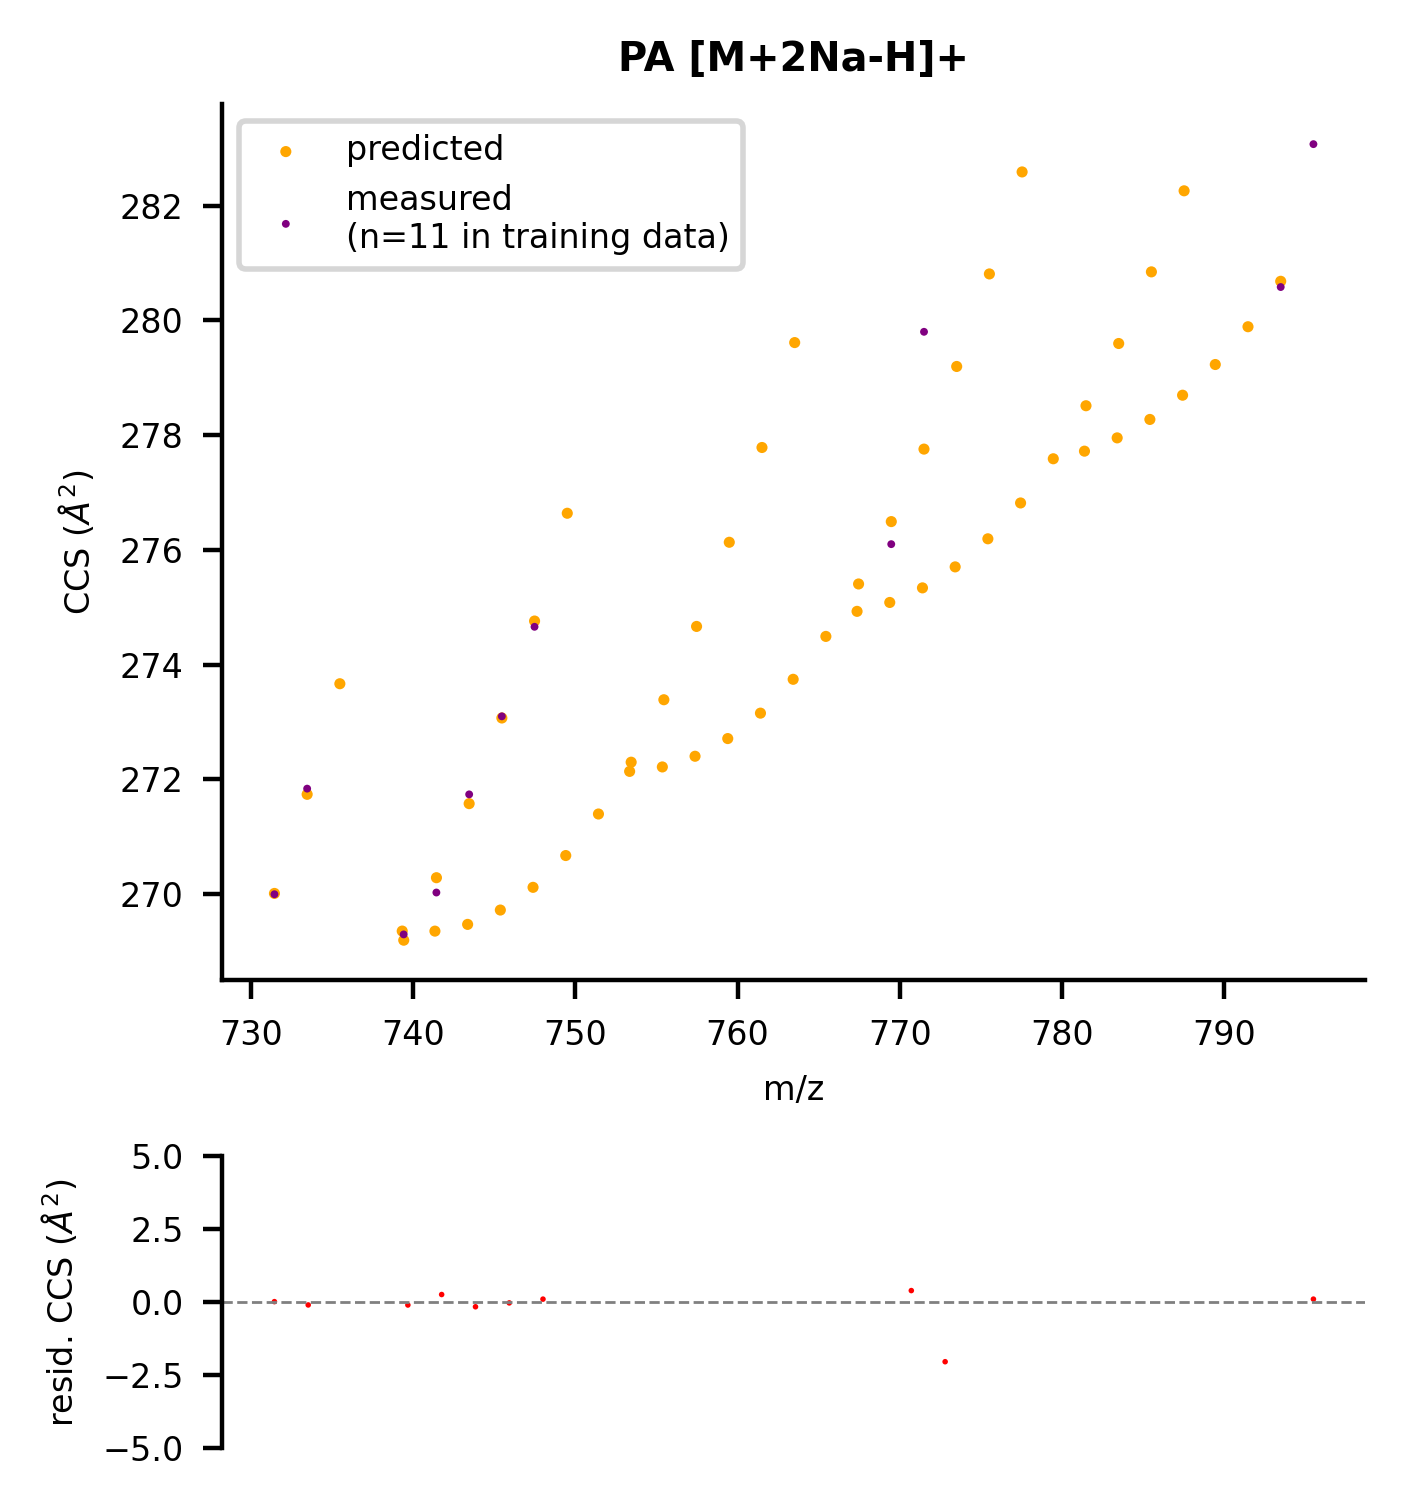 PA [M+2Na-H]+
predicted
measured
(n=11 in training data)
CCS (Å²)
282
280
278
276
274
272
270
730 740 750 760 770 780 790
m/z
resid. CCS (Å²)
5.0
2.5
0.0
−2.5
−5.0